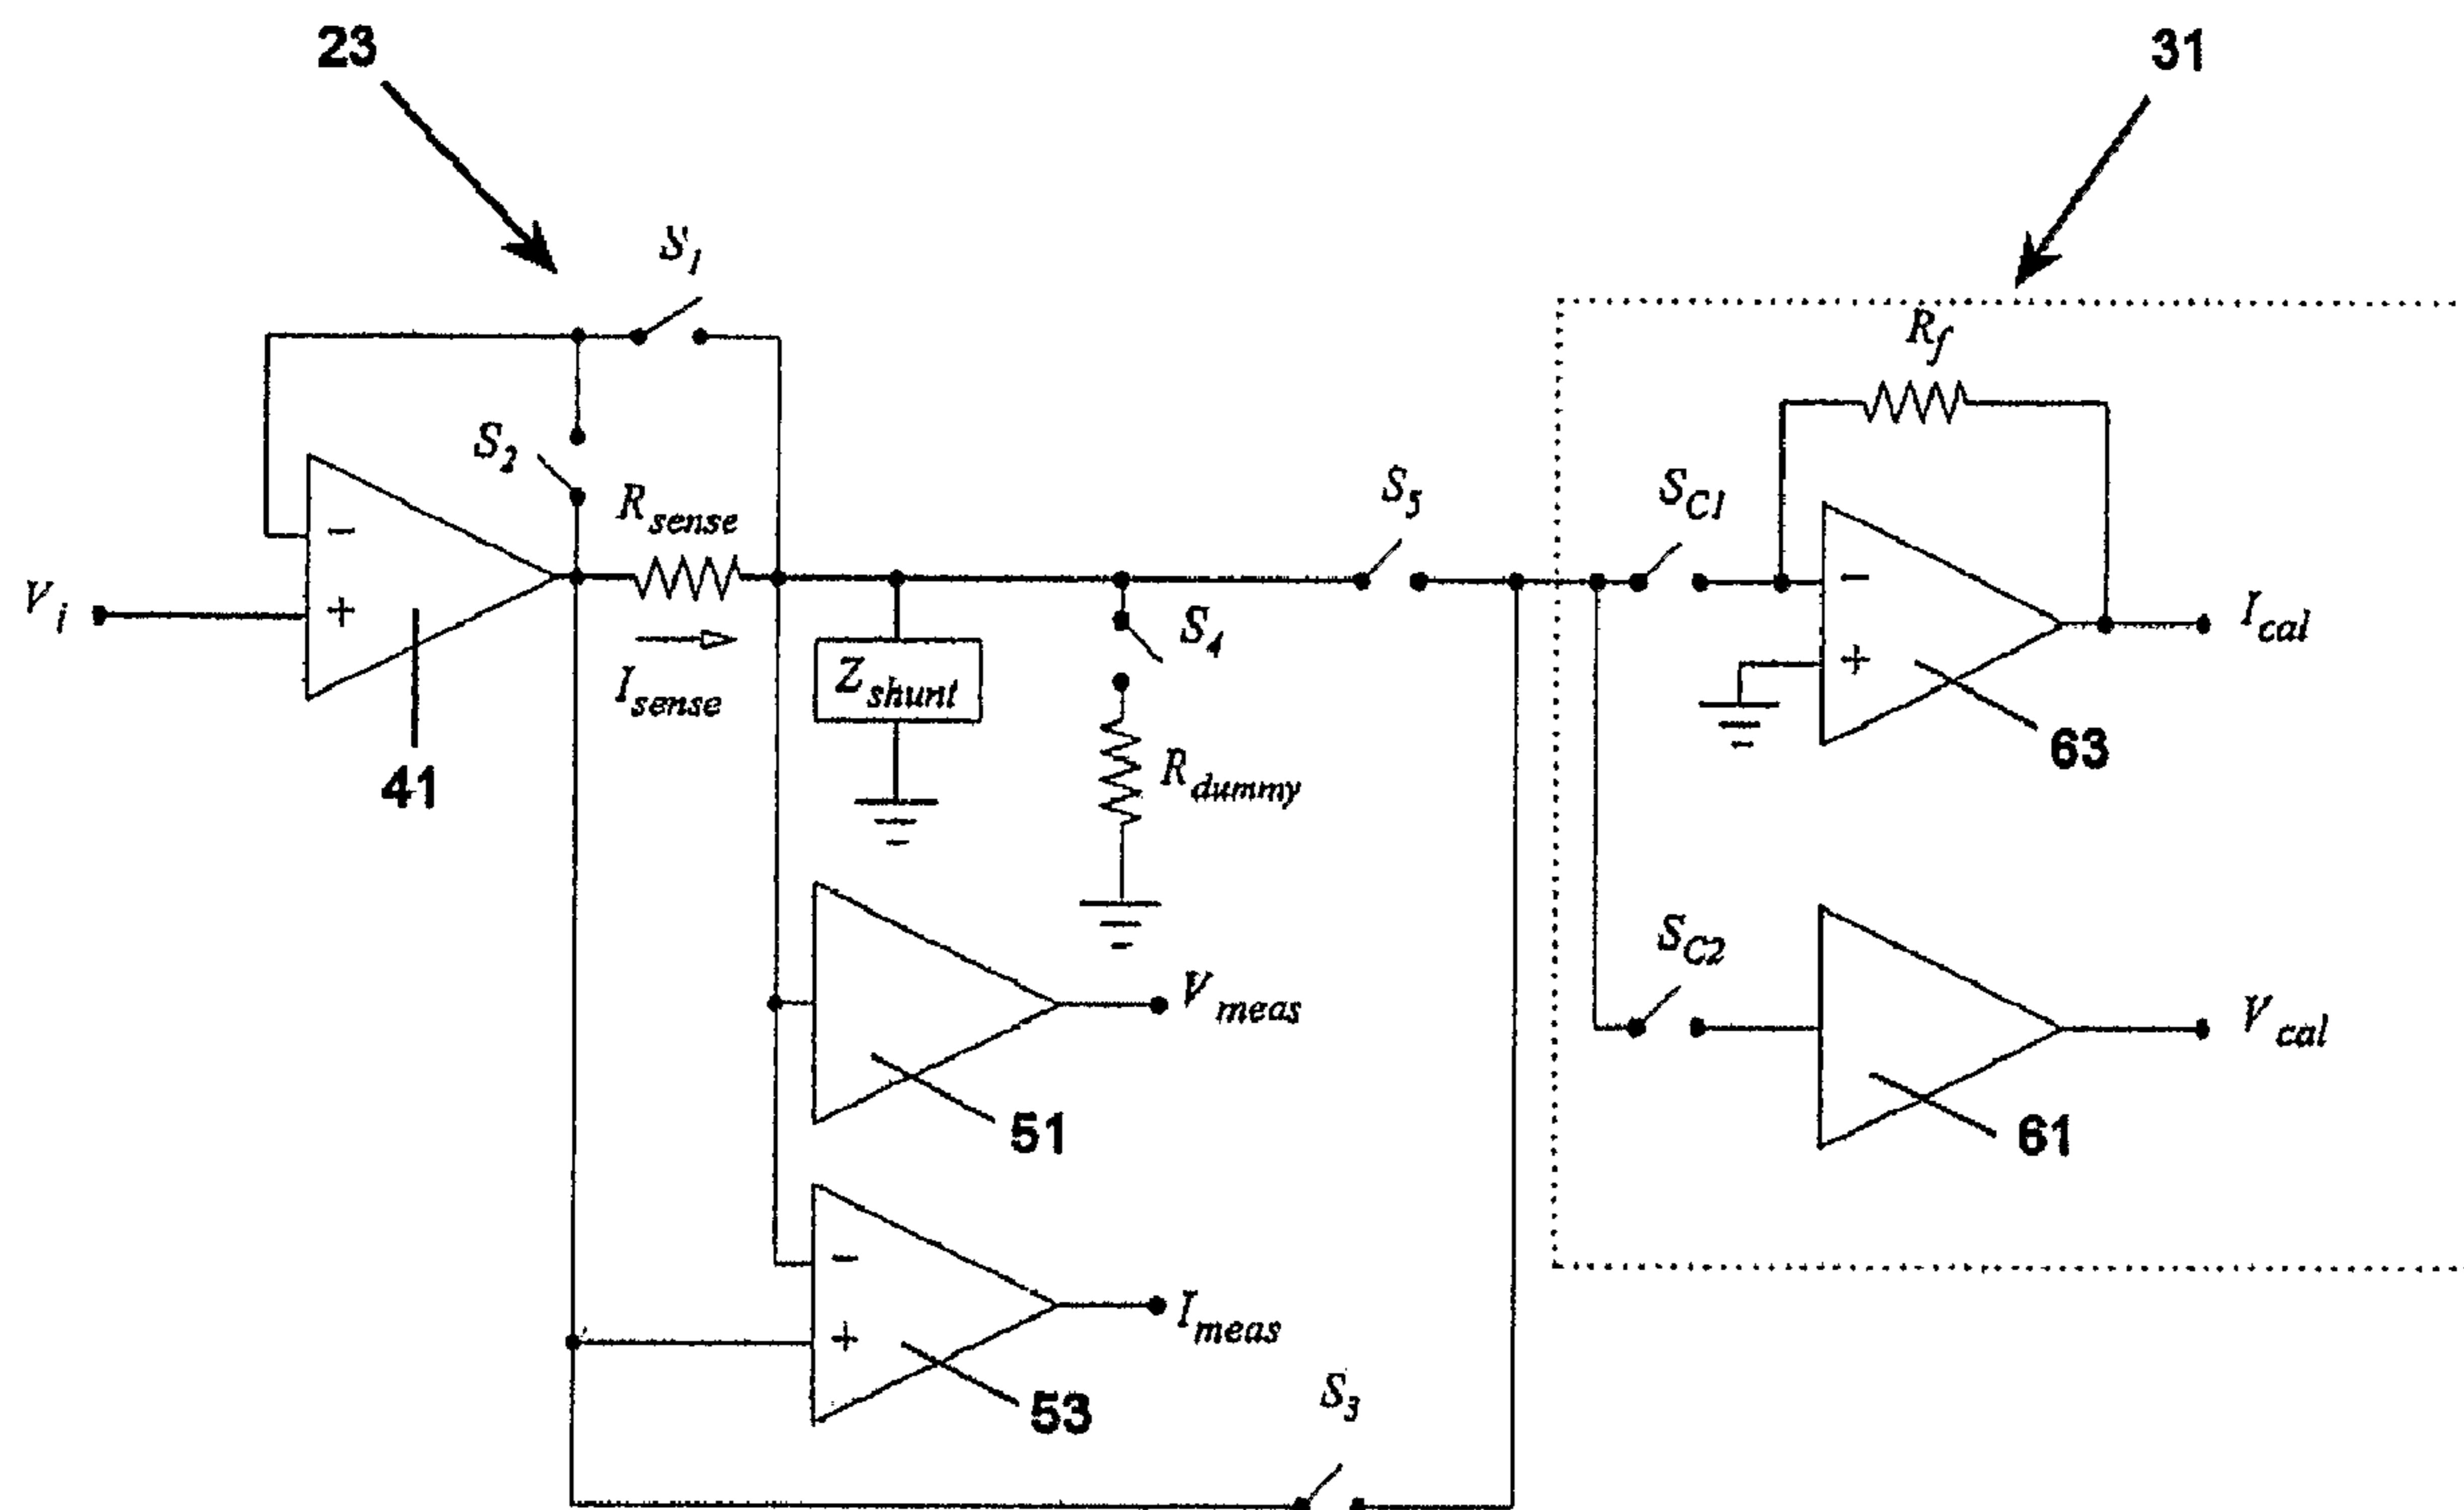 23
31
S1
Rf
S2
Rsense
S5
SC1
Vi
−
+
Isense
Zshunt
S4
−
+
Ical
41
Rdummy
63
SC2
Vmeas
Vcal
51
61
−
+
Imeas
53
S3